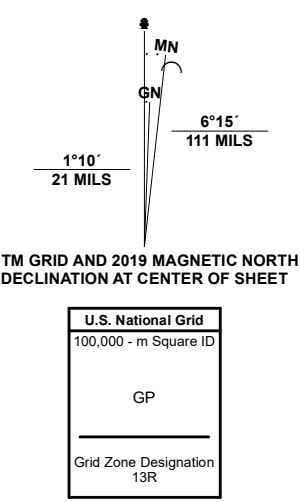 MN
GN
6°15´
111 MILS
1°10´
21 MILS
TM GRID AND 2019 MAGNETIC NORTH
DECLINATION AT CENTER OF SHEET
U.S. National Grid
100,000 - m Square ID
GP
Grid Zone Designation
13R